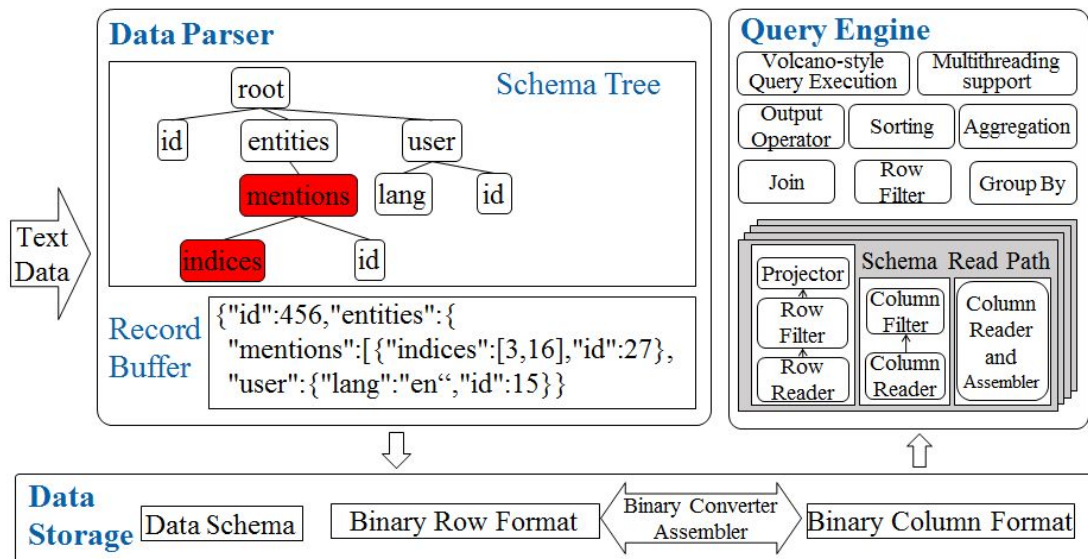 Text
Data
Data Parser
Schema Tree
root
id
entities
user
mentions
lang
id
indices
id
Record
Buffer
{"id":456,"entities":{
"mentions":[{"indices":[3,16],"id":27},
"user":{"lang":"en“,"id":15}}
Query Engine
Volcano-style
Query Execution
Multithreading
support
Output
Operator
Sorting
Aggregation
Join
Row
Filter
Group By
Schema Read Path
Projector
Row
Filter
Row
Reader
Column
Filter
Column
Reader
Column
Reader
and
Assembler
Data
Storage
Data Schema
Binary Row Format
Binary Converter
Assembler
Binary Column Format